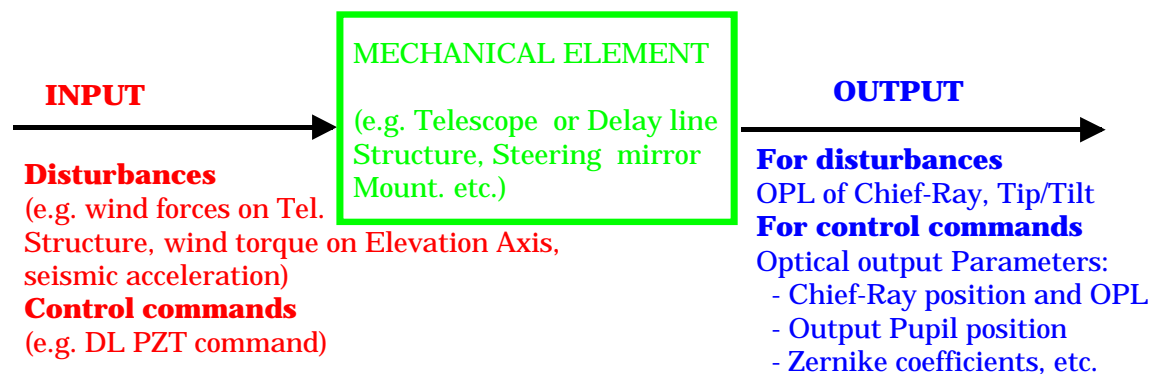 INPUT
Disturbances
(e.g. wind forces on Tel.
Structure, wind torque on Elevation Axis,
seismic acceleration)
Control commands
(e.g. DL PZT command)
MECHANICAL ELEMENT
(e.g. Telescope or Delay line
Structure, Steering mirror
Mount. etc.)
OUTPUT
For disturbances
OPL of Chief-Ray, Tip/Tilt
For control commands
Optical output Parameters:
- Chief-Ray position and OPL
- Output Pupil position
- Zernike coefficients, etc.